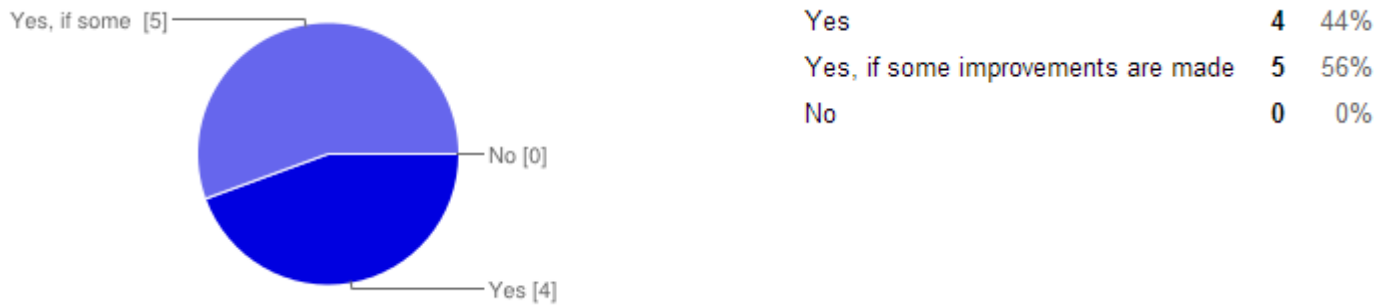 Yes, if some [5]
No [0]
Yes [4]
Yes 4 44%
Yes, if some improvements are made 5 56%
No 0 0%